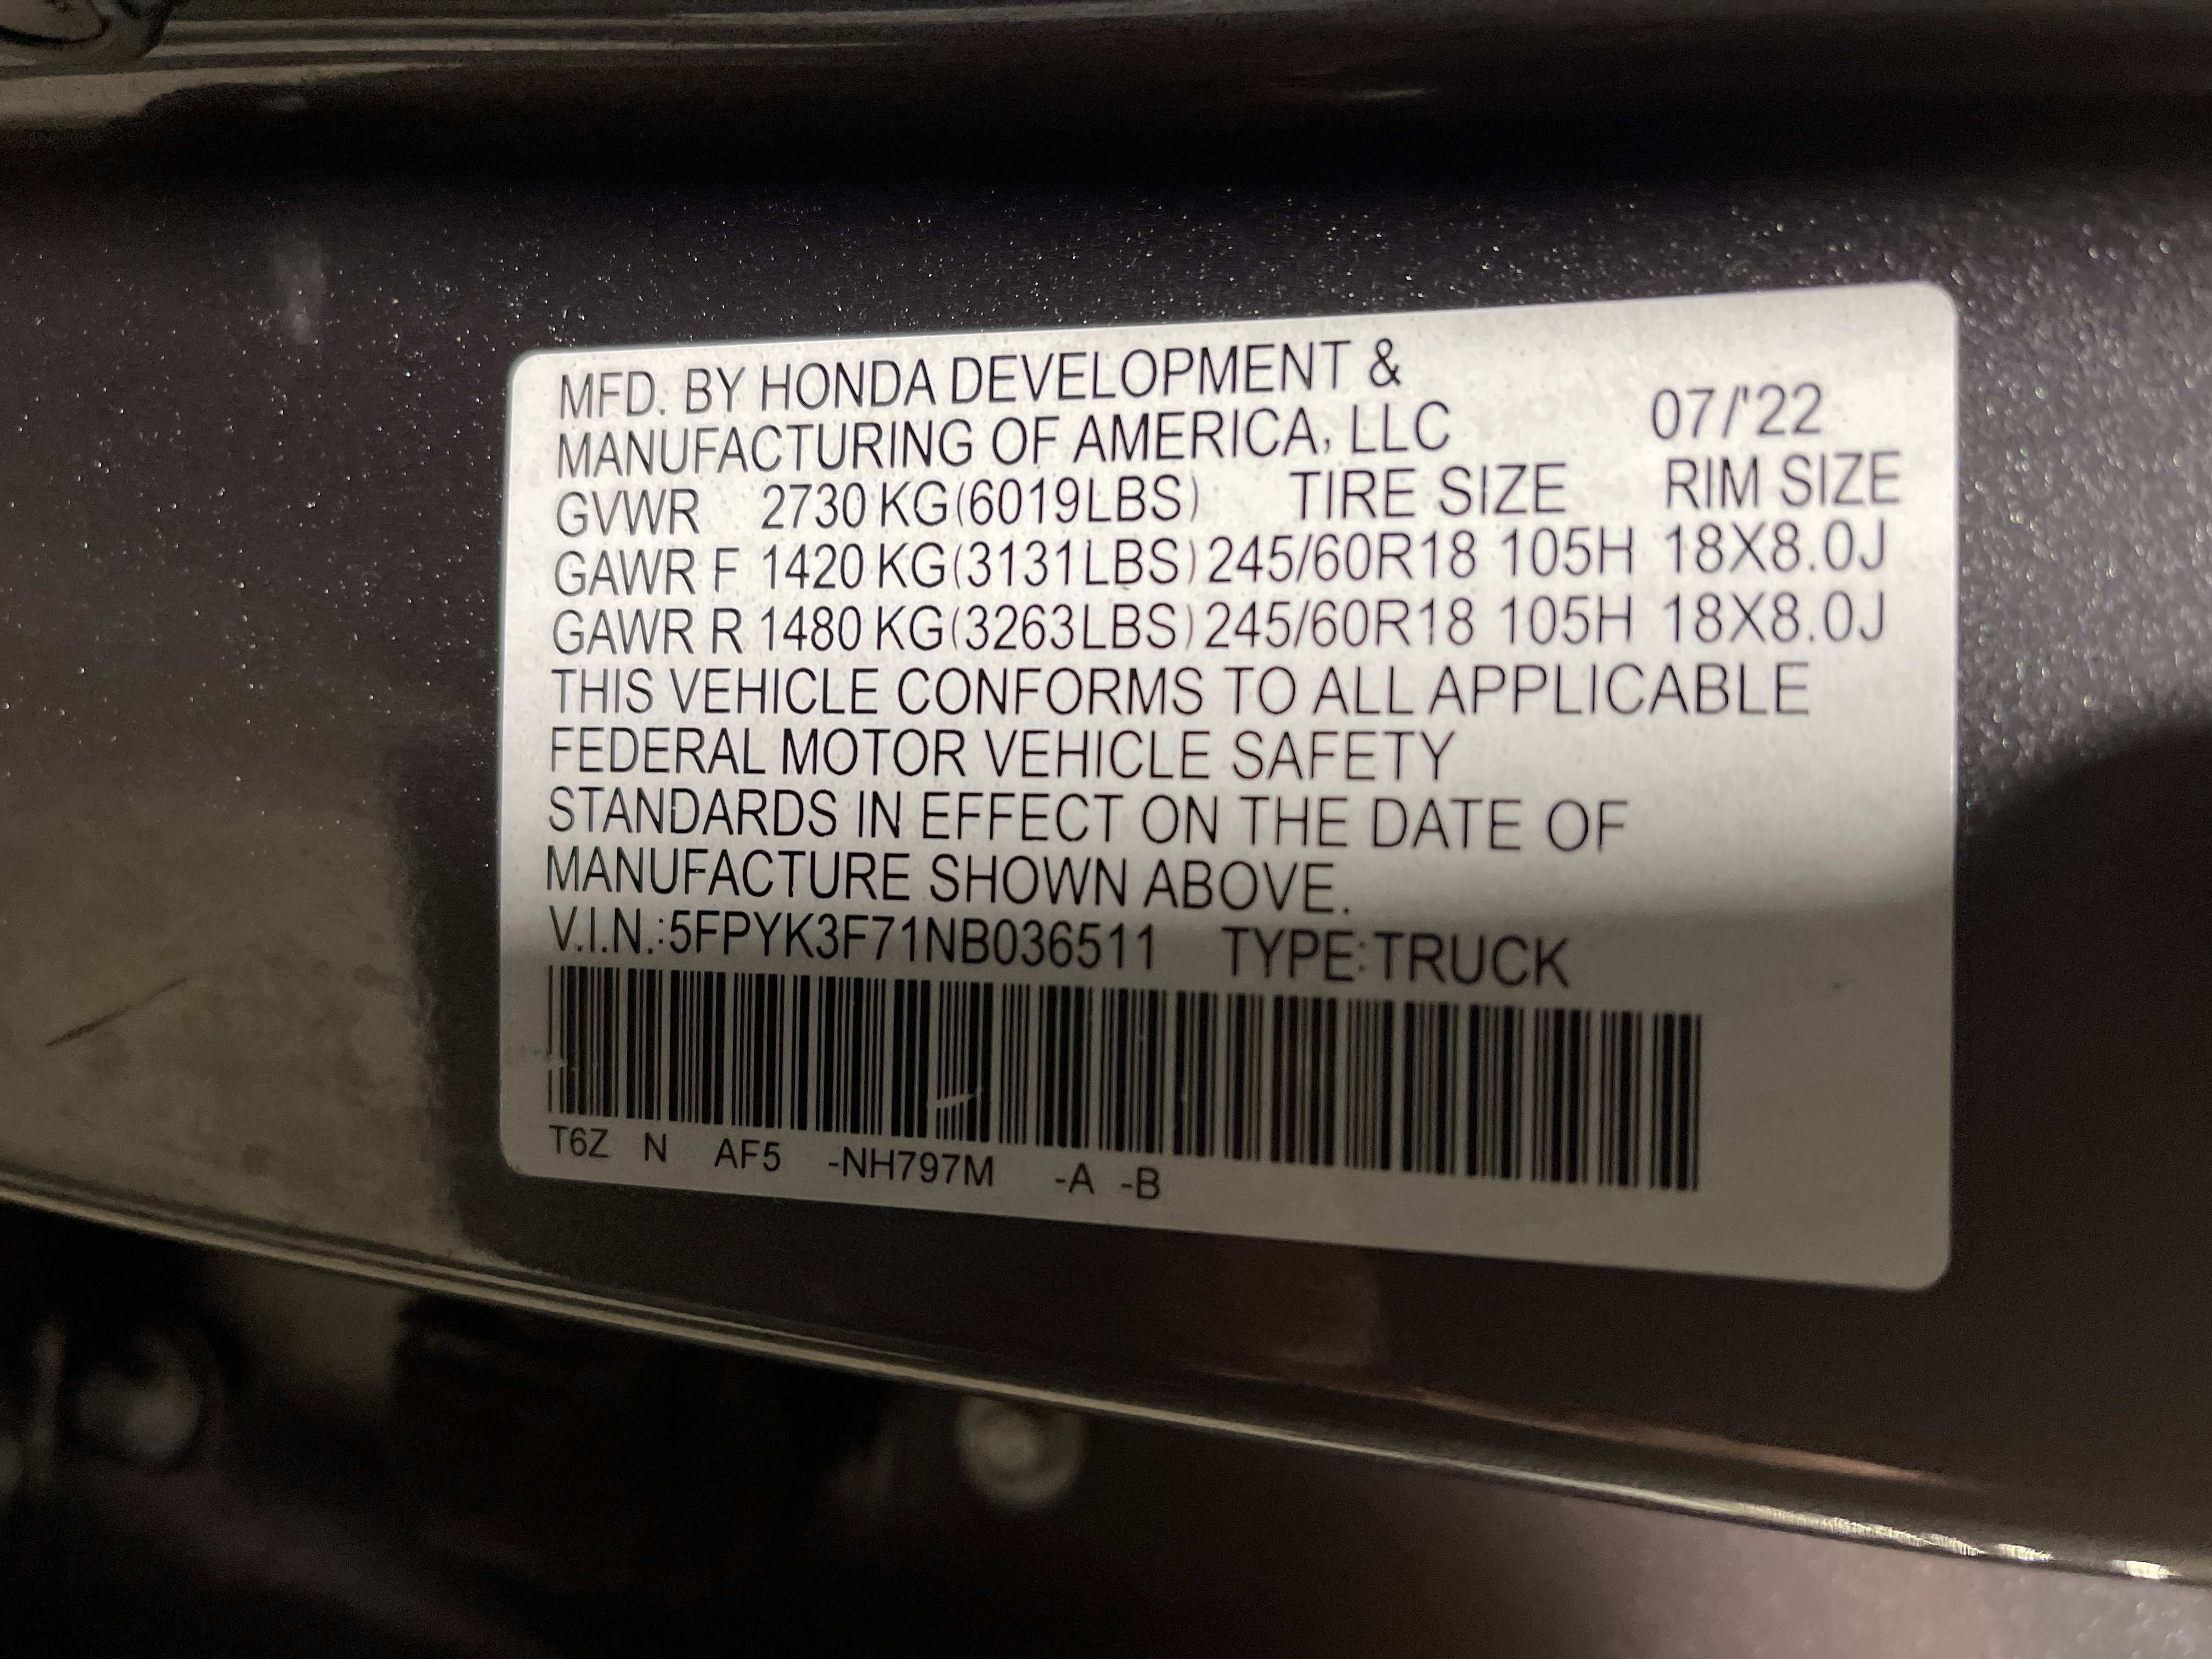 MFD. BY HONDA DEVELOPMENT &
MANUFACTURING OF AMERICA, LLC 07/'22
GVWR 2730 KG(6019LBS) TIRE SIZE RIM SIZE
GAWR F 1420 KG(3131LBS) 245/60R18 105H 18X8.0J
GAWR R 1480 KG(3263LBS) 245/60R18 105H 18X8.0J
THIS VEHICLE CONFORMS TO ALL APPLICABLE
FEDERAL MOTOR VEHICLE SAFETY
STANDARDS IN EFFECT ON THE DATE OF
MANUFACTURE SHOWN ABOVE.
V.I.N.:5FPYK3F71NB036511 TYPE:TRUCK
T6Z N AF5 -NH797M -A -B